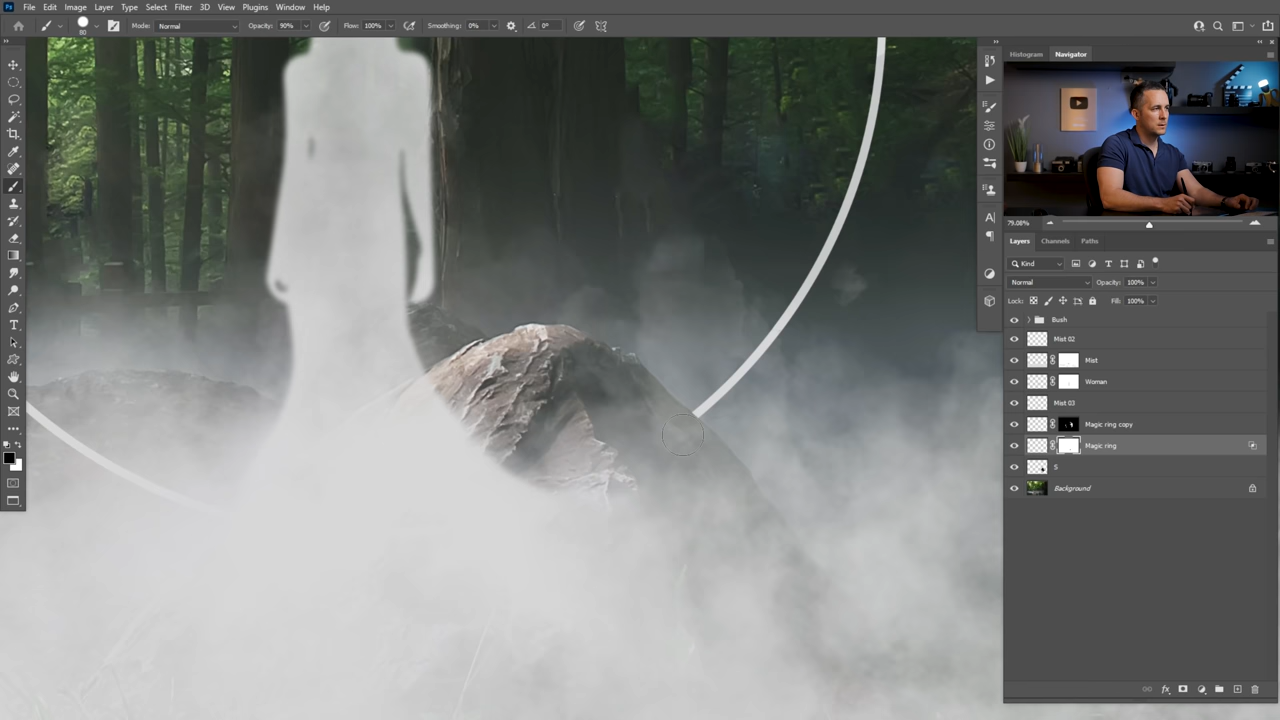 Ps File Edit Image Layer Type Select Filter 3D View Plugins Window Help
80 Mode: Normal Opacity: 90% Flow: 100% Smoothing: 0% 0°
Histogram Navigator
79.08%
Layers Channels Paths
Kind
Normal Opacity: 100%
Lock: Fill: 100%
Bush
Mist 02
Mist
Woman
Mist 03
Magic ring copy
Magic ring
S
Background